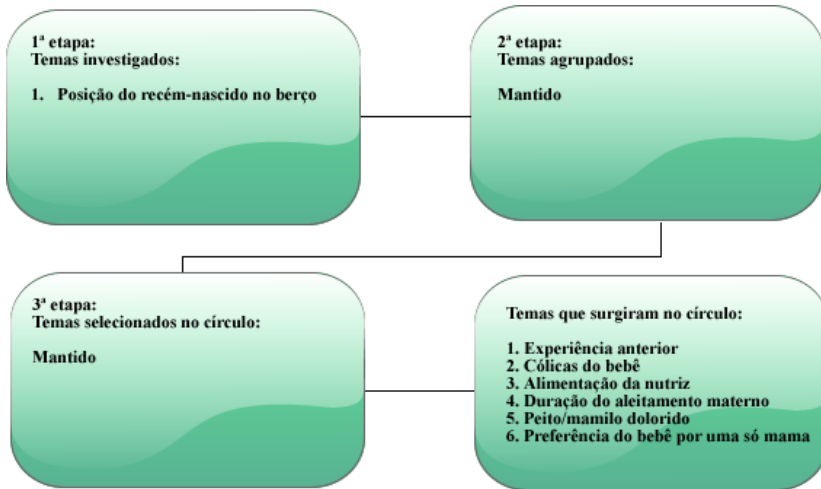 1ª etapa:
Temas investigados:
1. Posição do recém-nascido no berço
2ª etapa:
Temas agrupados:
Mantido
3ª etapa:
Temas selecionados no círculo:
Mantido
Temas que surgiram no círculo:
1. Experiência anterior
2. Cólicas do bebê
3. Alimentação da nutriz
4. Duração do aleitamento materno
5. Peito/mamilo dolorido
6. Preferência do bebê por uma só mama